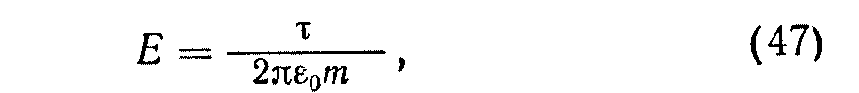 E = τ / 2πε₀m , (47)